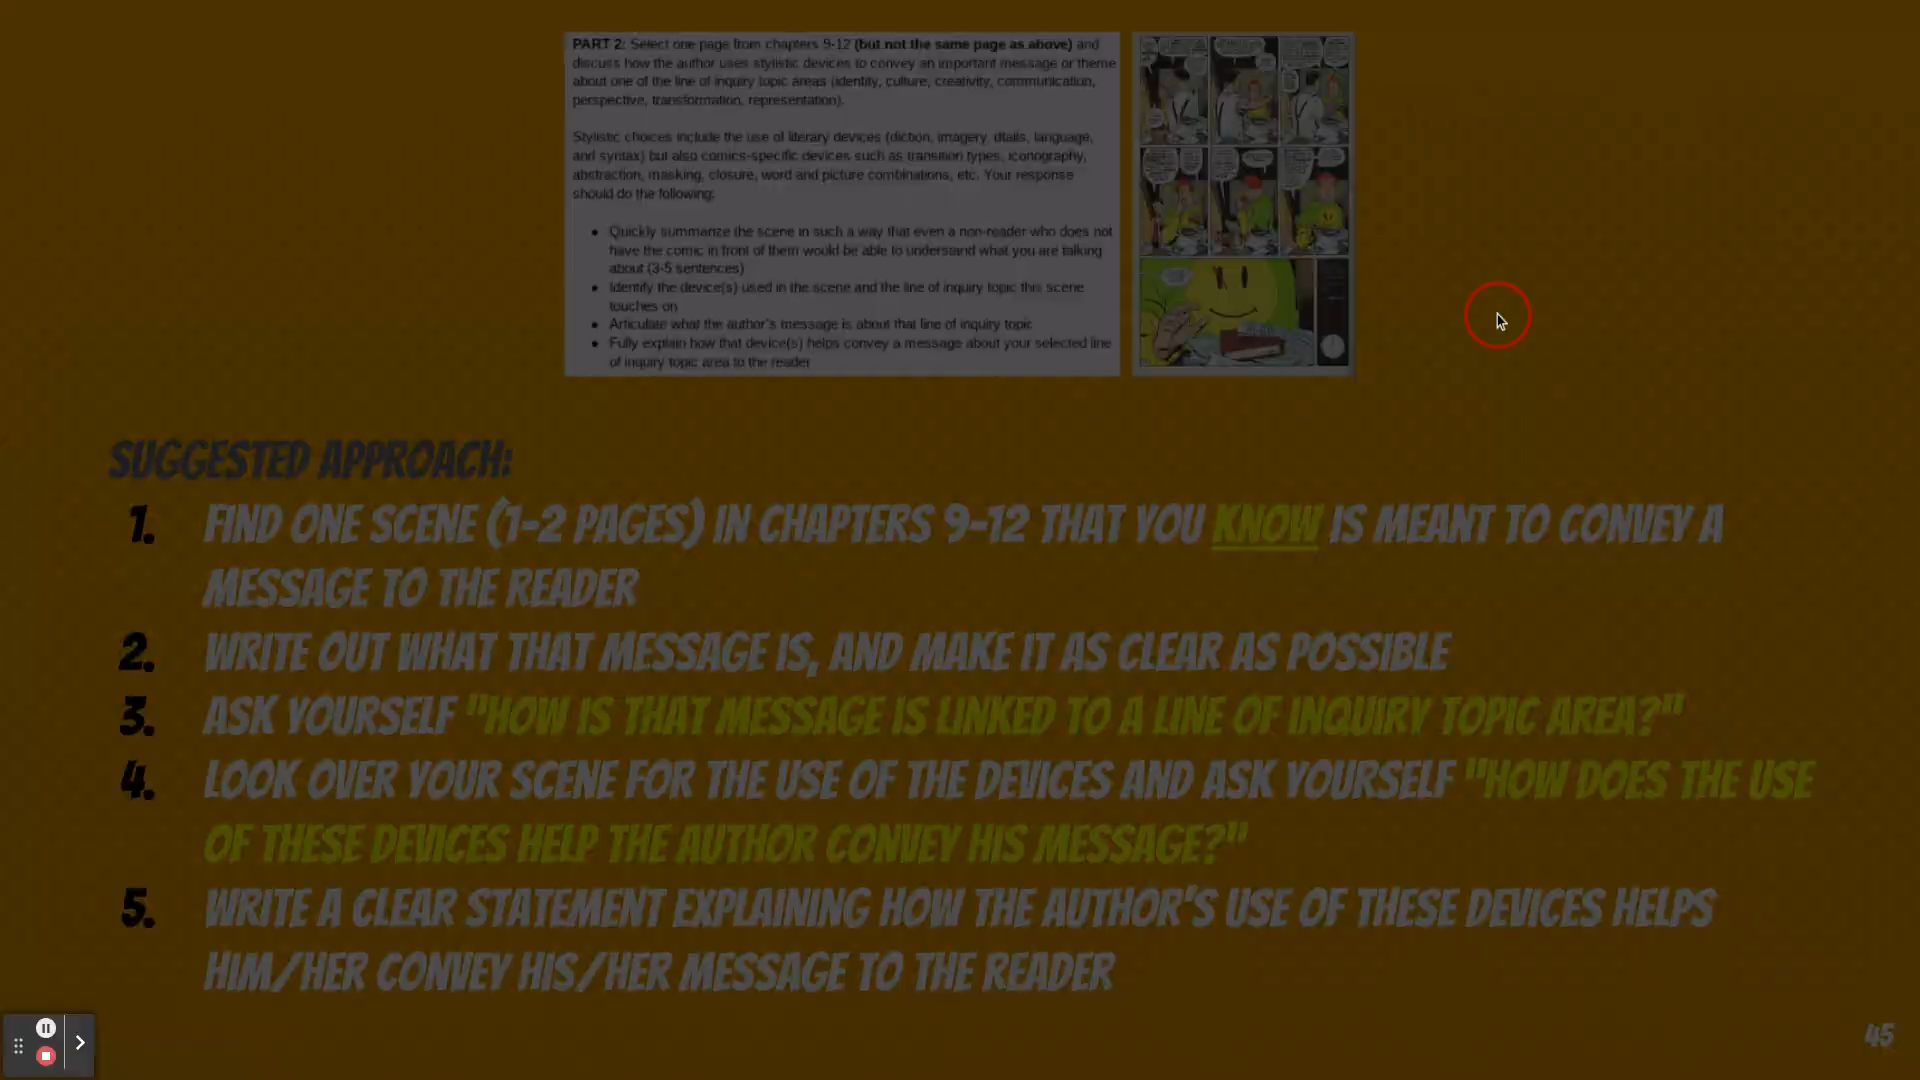 PART 2: Select one page from chapters 9-12 (but not the same page as above) and
discuss how the author uses stylistic devices to convey an important message or theme
about one of the line of inquiry topic areas (identity, culture, creativity, communication,
perspective, transformation, representation).
Stylistic choices include the use of literary devices (diction, imagery, dtails, language,
and syntax) but also comics-specific devices such as transition types, iconography,
abstraction, masking, closure, word and picture combinations, etc. Your response
should do the following:
• Quickly summarize the scene in such a way that even a non-reader who does not
have the comic in front of them would be able to understand what you are talking
about (3-5 sentences)
• Identify the device(s) used in the scene and the line of inquiry topic this scene
touches on
• Articulate what the author's message is about that line of inquiry topic
• Fully explain how that device(s) helps convey a message about your selected line
of inquiry topic area to the reader
SUGGESTED APPROACH:
1. FIND ONE SCENE (1-2 PAGES) IN CHAPTERS 9-12 THAT YOU KNOW IS MEANT TO CONVEY A
MESSAGE TO THE READER
2. WRITE OUT WHAT THAT MESSAGE IS, AND MAKE IT AS CLEAR AS POSSIBLE
3. ASK YOURSELF "HOW IS THAT MESSAGE IS LINKED TO A LINE OF INQUIRY TOPIC AREA?"
4. LOOK OVER YOUR SCENE FOR THE USE OF THE DEVICES AND ASK YOURSELF "HOW DOES THE USE
OF THESE DEVICES HELP THE AUTHOR CONVEY HIS MESSAGE?"
5. WRITE A CLEAR STATEMENT EXPLAINING HOW THE AUTHOR'S USE OF THESE DEVICES HELPS
HIM/HER CONVEY HIS/HER MESSAGE TO THE READER
45